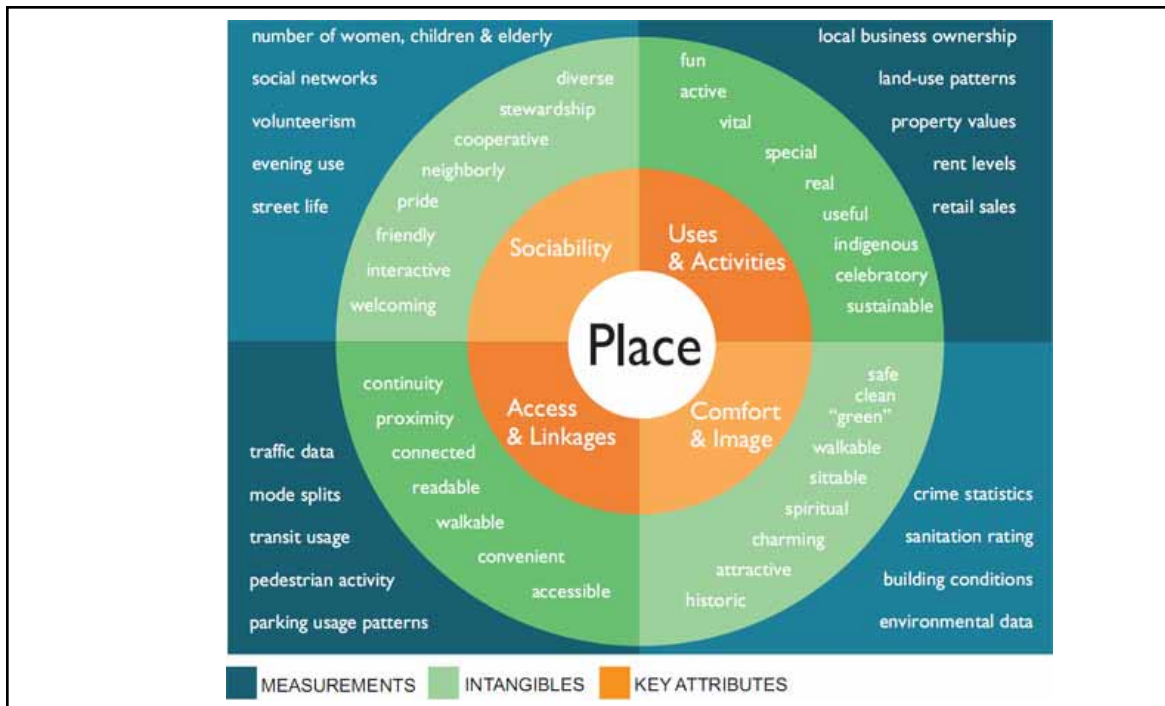 number of women, children & elderly
social networks
volunteerism
evening use
street life
diverse
stewardship
cooperative
neighborly
pride
friendly
interactive
welcoming
Sociability
fun
active
vital
special
real
useful
indigenous
celebratory
sustainable
Uses
& Activities
local business ownership
land-use patterns
property values
rent levels
retail sales
Place
continuity
proximity
connected
readable
walkable
convenient
accessible
Access
& Linkages
traffic data
mode splits
transit usage
pedestrian activity
parking usage patterns
Comfort
& Image
safe
clean
"green"
walkable
sittable
spiritual
charming
attractive
historic
crime statistics
sanitation rating
building conditions
environmental data
MEASUREMENTS
INTANGIBLES
KEY ATTRIBUTES